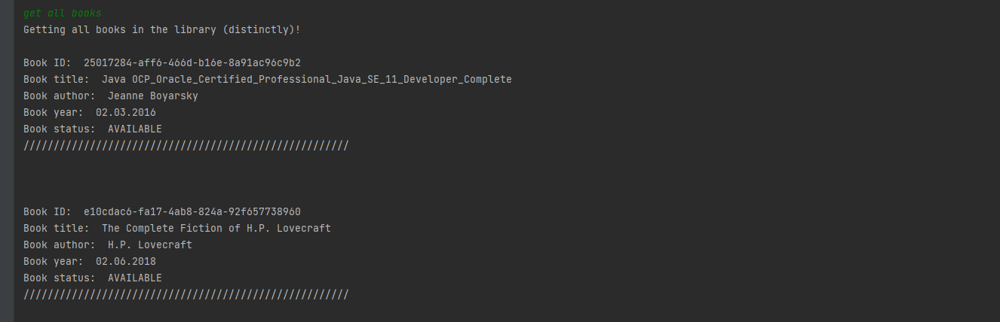 get all books
Getting all books in the library (distinctly)!
Book ID:  25017284-aff6-466d-b16e-8a91ac96c9b2
Book title:  Java OCP_Oracle_Certified_Professional_Java_SE_11_Developer_Complete
Book author:  Jeanne Boyarsky
Book year:  02.03.2016
Book status:  AVAILABLE
//////////////////////////////////////////////////////
Book ID:  e10cdac6-fa17-4ab8-824a-92f657738960
Book title:  The Complete Fiction of H.P. Lovecraft
Book author:  H.P. Lovecraft
Book year:  02.06.2018
Book status:  AVAILABLE
//////////////////////////////////////////////////////